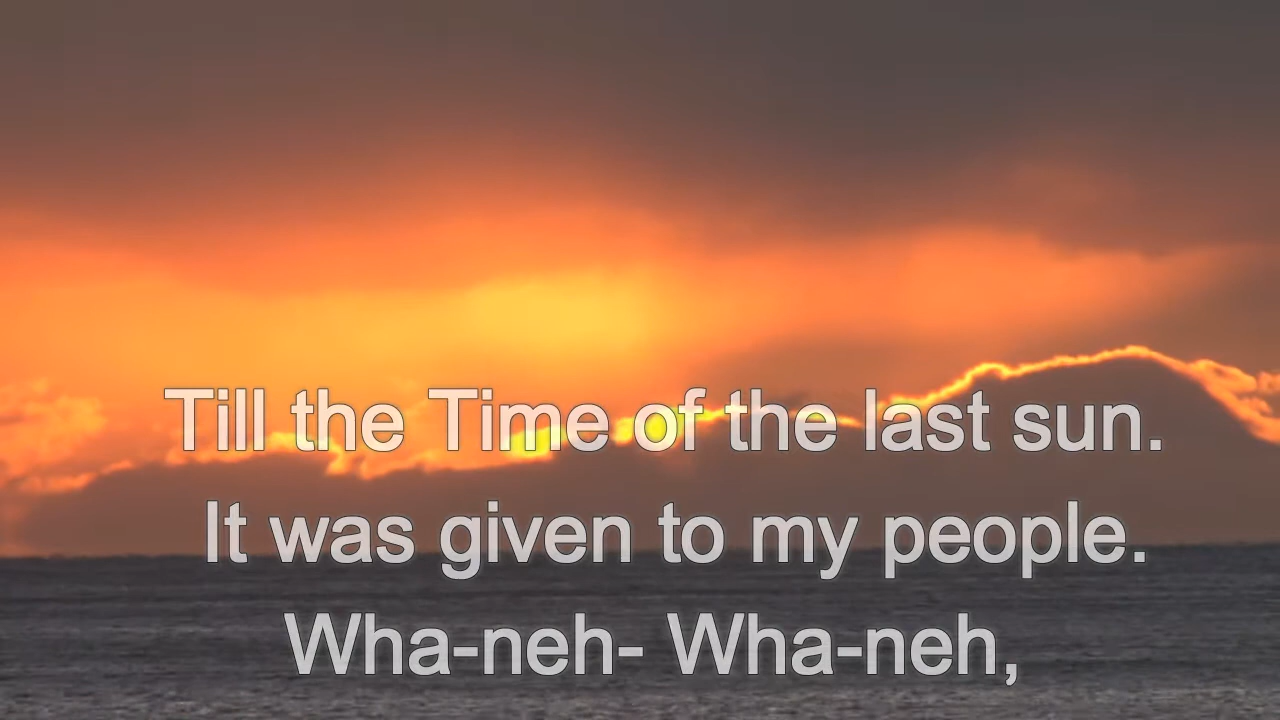 Till the Time of the last sun.
It was given to my people.
Wha-neh- Wha-neh,